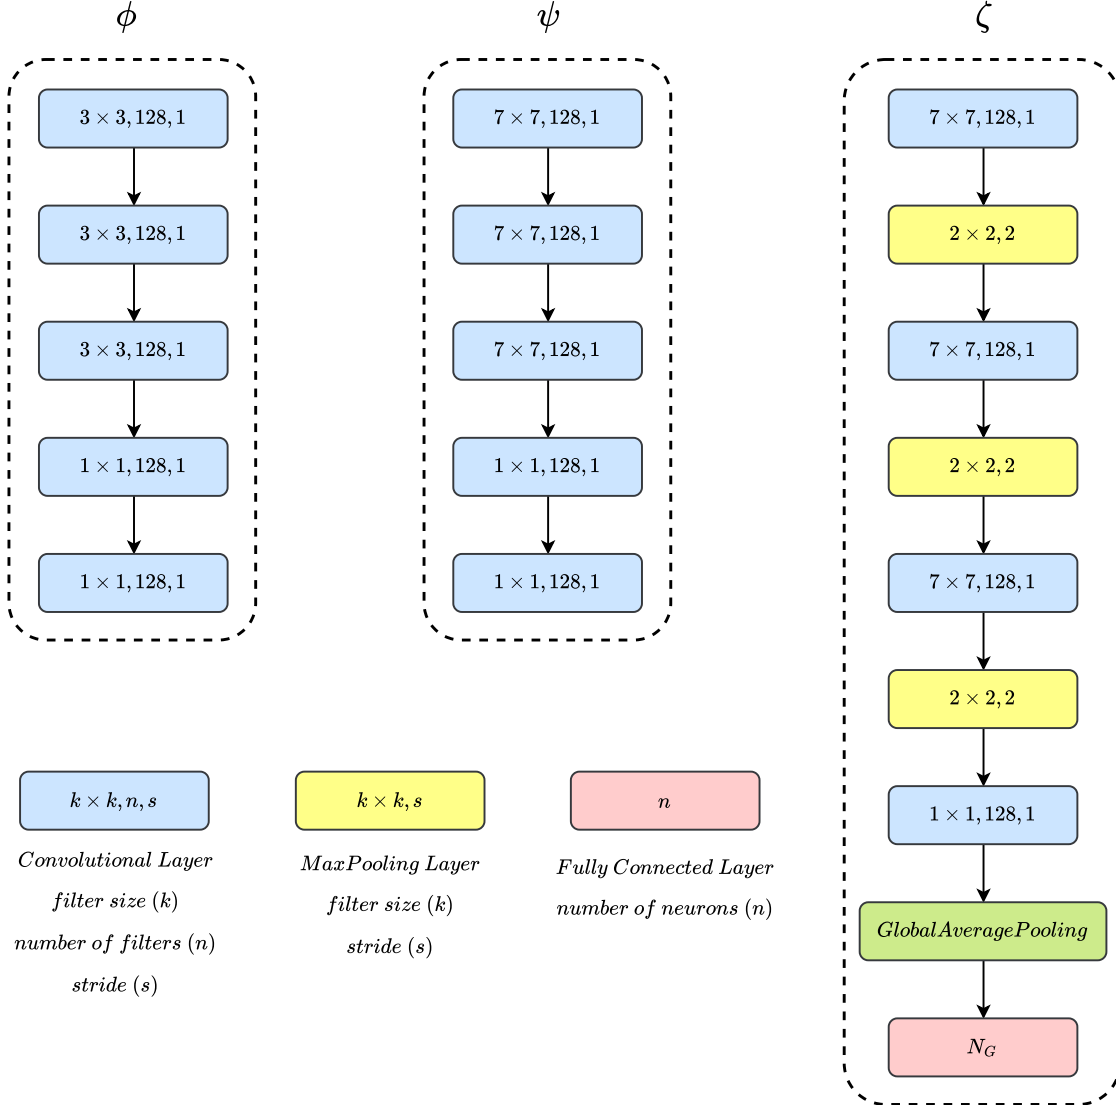 ϕ
3 × 3, 128, 1
3 × 3, 128, 1
3 × 3, 128, 1
1 × 1, 128, 1
1 × 1, 128, 1
ψ
7 × 7, 128, 1
7 × 7, 128, 1
7 × 7, 128, 1
1 × 1, 128, 1
1 × 1, 128, 1
ζ
7 × 7, 128, 1
2 × 2, 2
7 × 7, 128, 1
2 × 2, 2
7 × 7, 128, 1
2 × 2, 2
1 × 1, 128, 1
GlobalAveragePooling
N_G
k × k, n, s
Convolutional Layer
filter size (k)
number of filters (n)
stride (s)
k × k, s
MaxPooling Layer
filter size (k)
stride (s)
n
Fully Connected Layer
number of neurons (n)